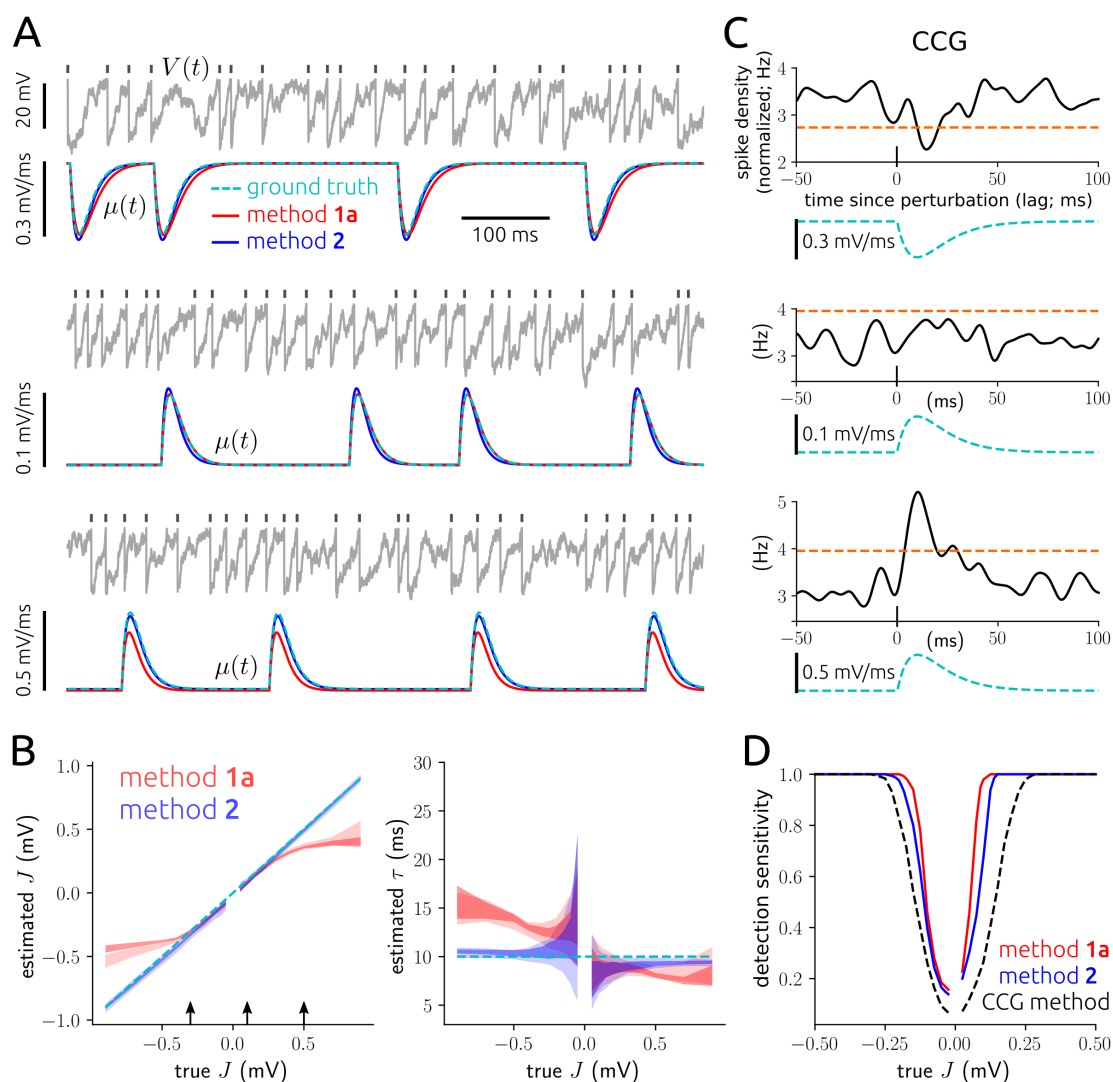 A
V(t)
20 mV
0.3 mV/ms
μ(t)
ground truth
method 1a
method 2
100 ms
0.1 mV/ms
μ(t)
0.5 mV/ms
μ(t)
C
CCG
spike density
(normalized; Hz)
4
3
2
−50
0
50
100
time since perturbation (lag; ms)
0.3 mV/ms
(Hz)
4
3
−50
0
50
100
(ms)
0.1 mV/ms
(Hz)
5
4
3
−50
0
50
100
(ms)
0.5 mV/ms
B
method 1a
method 2
estimated J (mV)
1.0
0.5
0.0
−0.5
−1.0
−0.5
0.0
0.5
true J (mV)
estimated τ (ms)
30
25
20
15
10
5
−0.5
0.0
0.5
true J (mV)
D
detection sensitivity
1.0
0.8
0.6
0.4
0.2
method 1a
method 2
CCG method
−0.50
−0.25
0.00
0.25
0.50
true J (mV)